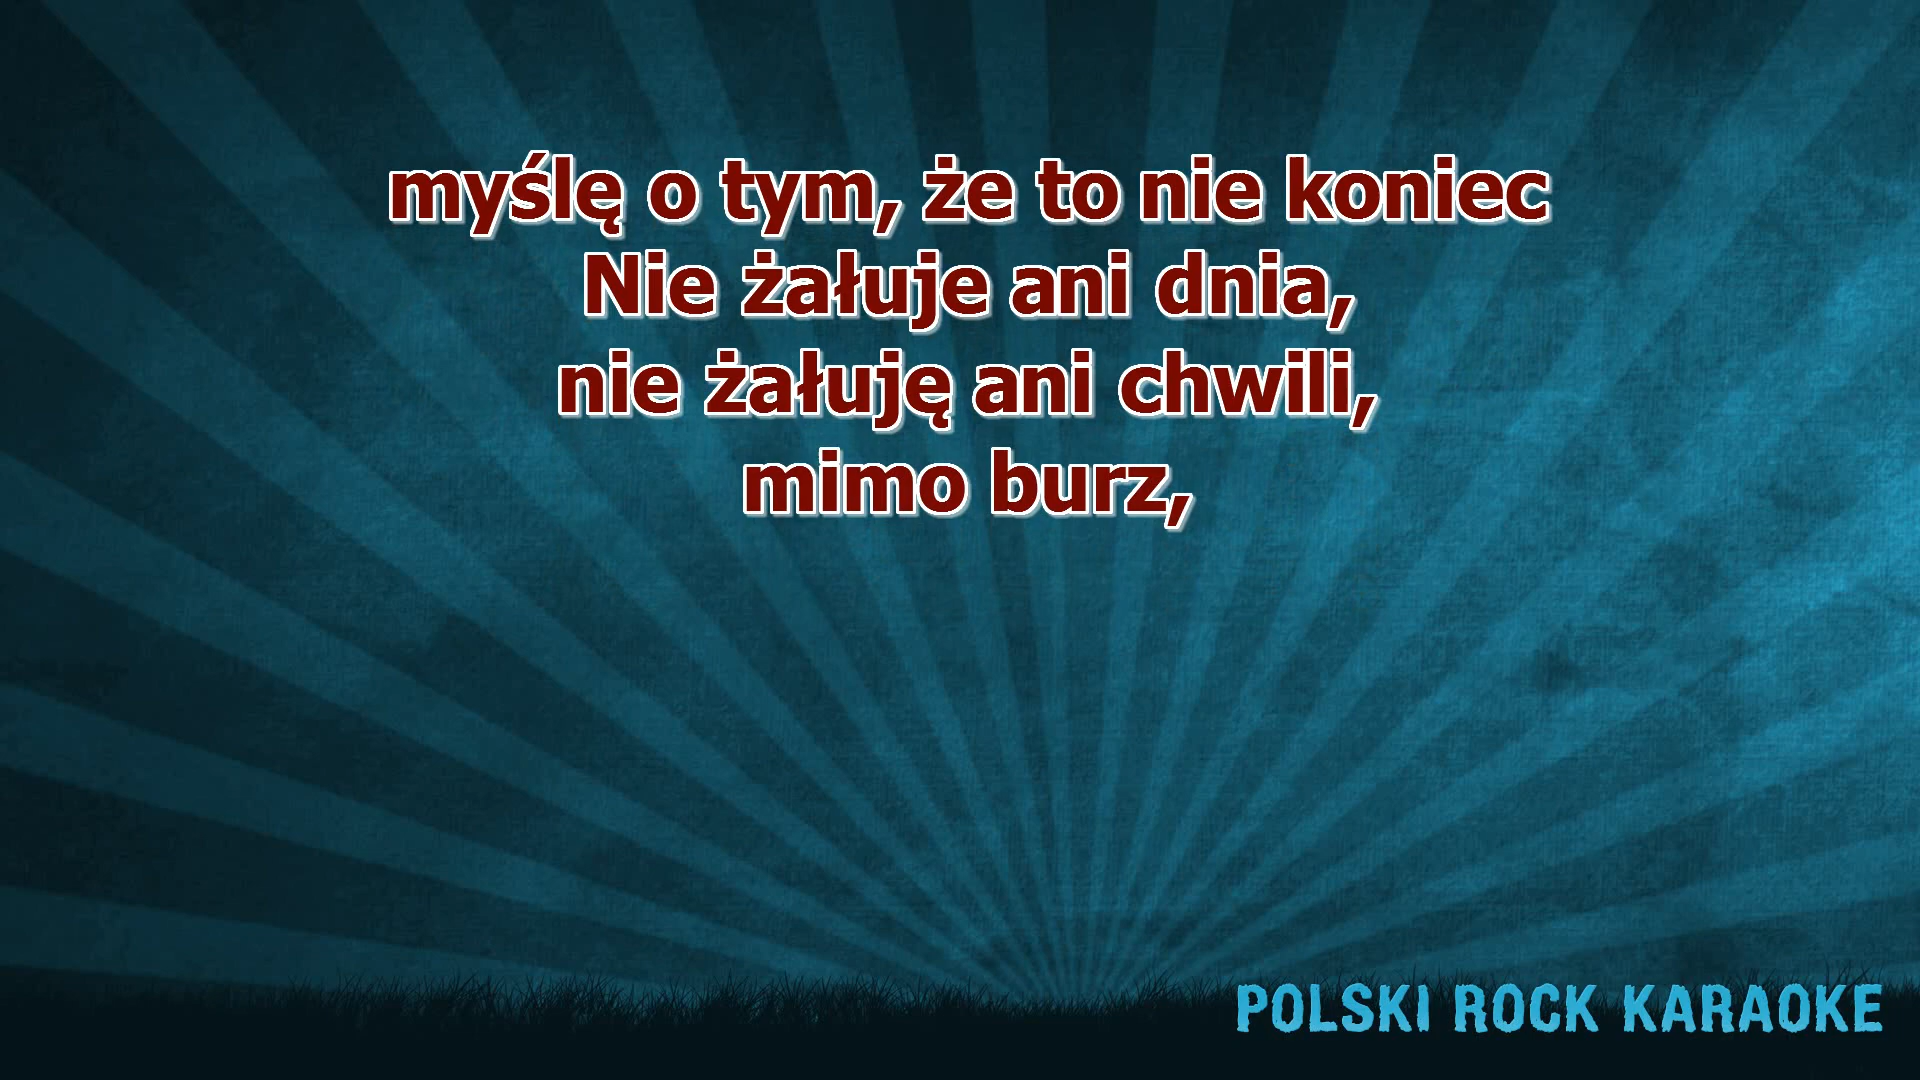 myślę o tym, że to nie koniec
Nie żałuje ani dnia,
nie żałuję ani chwili,
mimo burz,
POLSKI ROCK KARAOKE